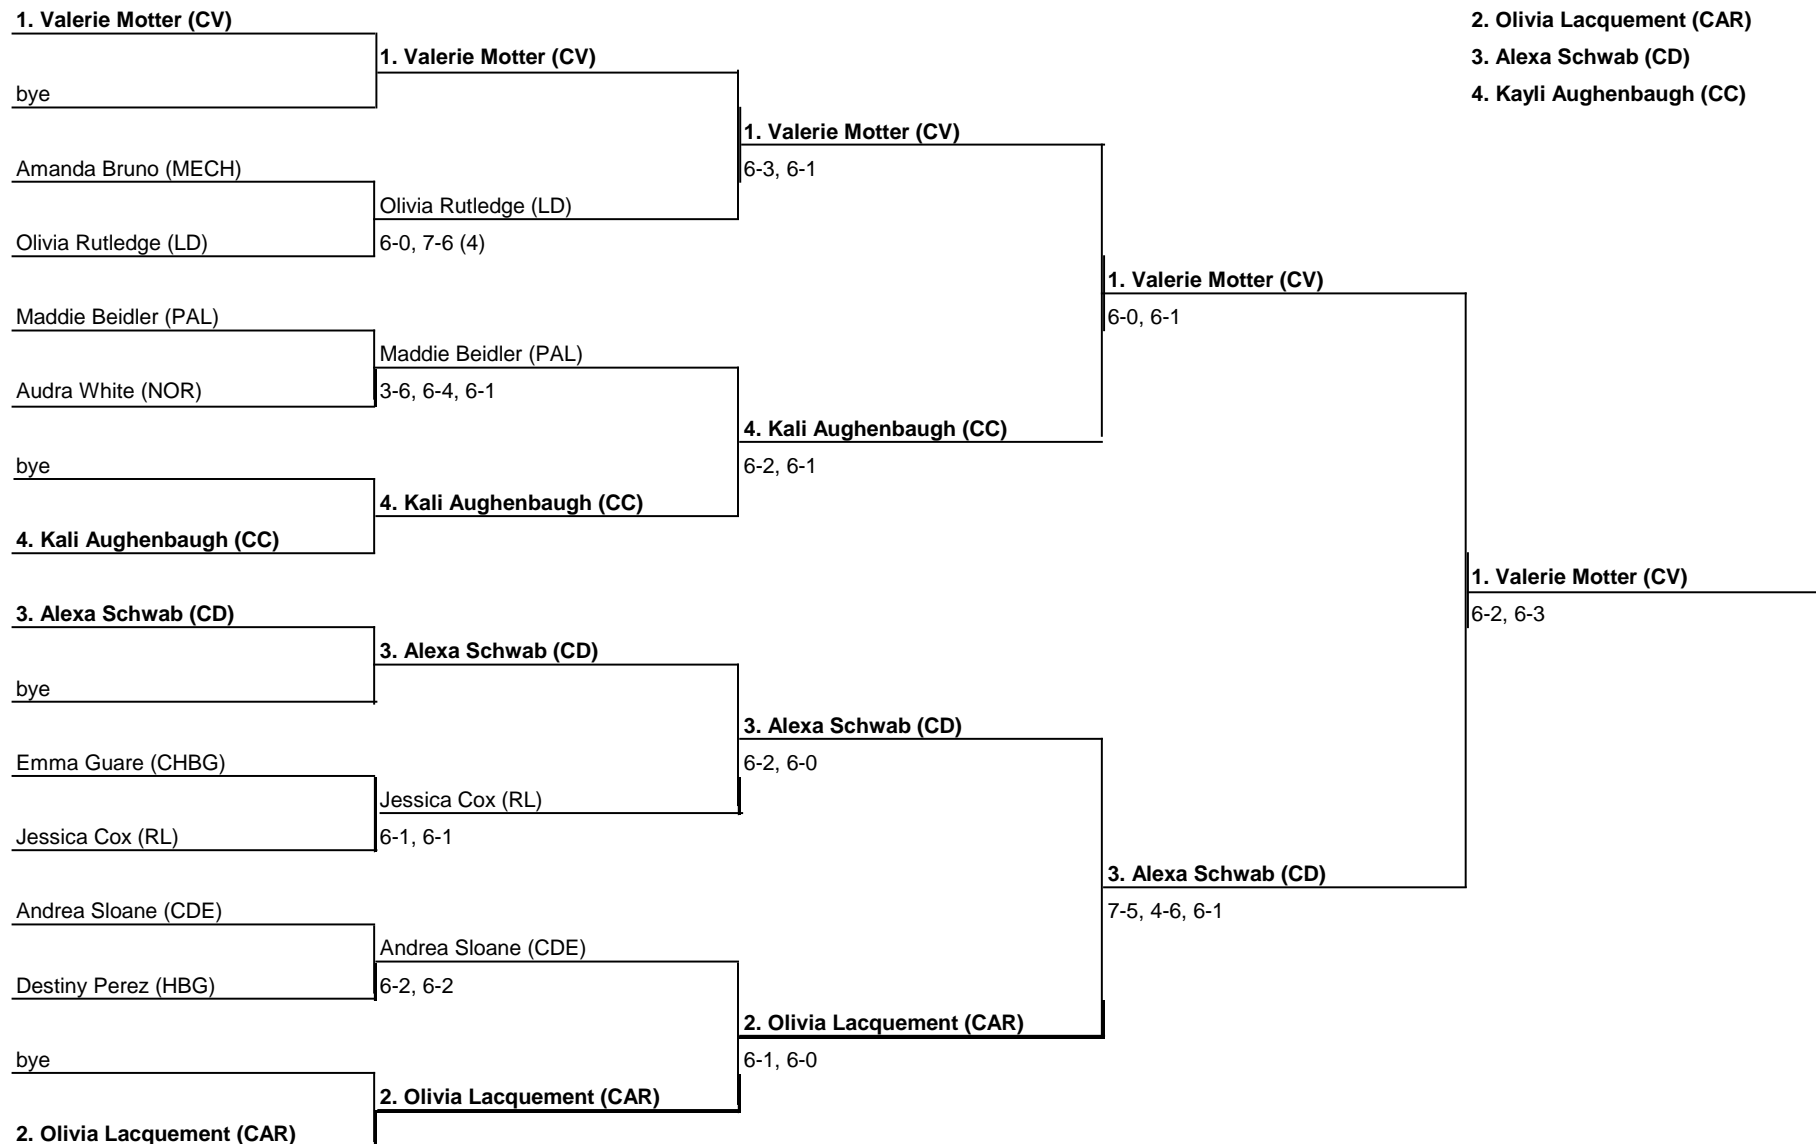 1. Valerie Motter (CV)
2. Olivia Lacquement (CAR)
1. Valerie Motter (CV)
3. Alexa Schwab (CD)
bye
4. Kayli Aughenbaugh (CC)
1. Valerie Motter (CV)
Amanda Bruno (MECH)
6-3, 6-1
Olivia Rutledge (LD)
Olivia Rutledge (LD)
6-0, 7-6 (4)
1. Valerie Motter (CV)
Maddie Beidler (PAL)
6-0, 6-1
Maddie Beidler (PAL)
Audra White (NOR)
3-6, 6-4, 6-1
4. Kali Aughenbaugh (CC)
bye
6-2, 6-1
4. Kali Aughenbaugh (CC)
4. Kali Aughenbaugh (CC)
1. Valerie Motter (CV)
3. Alexa Schwab (CD)
6-2, 6-3
3. Alexa Schwab (CD)
bye
3. Alexa Schwab (CD)
Emma Guare (CHBG)
6-2, 6-0
Jessica Cox (RL)
Jessica Cox (RL)
6-1, 6-1
3. Alexa Schwab (CD)
Andrea Sloane (CDE)
7-5, 4-6, 6-1
Andrea Sloane (CDE)
Destiny Perez (HBG)
6-2, 6-2
2. Olivia Lacquement (CAR)
bye
6-1, 6-0
2. Olivia Lacquement (CAR)
2. Olivia Lacquement (CAR)